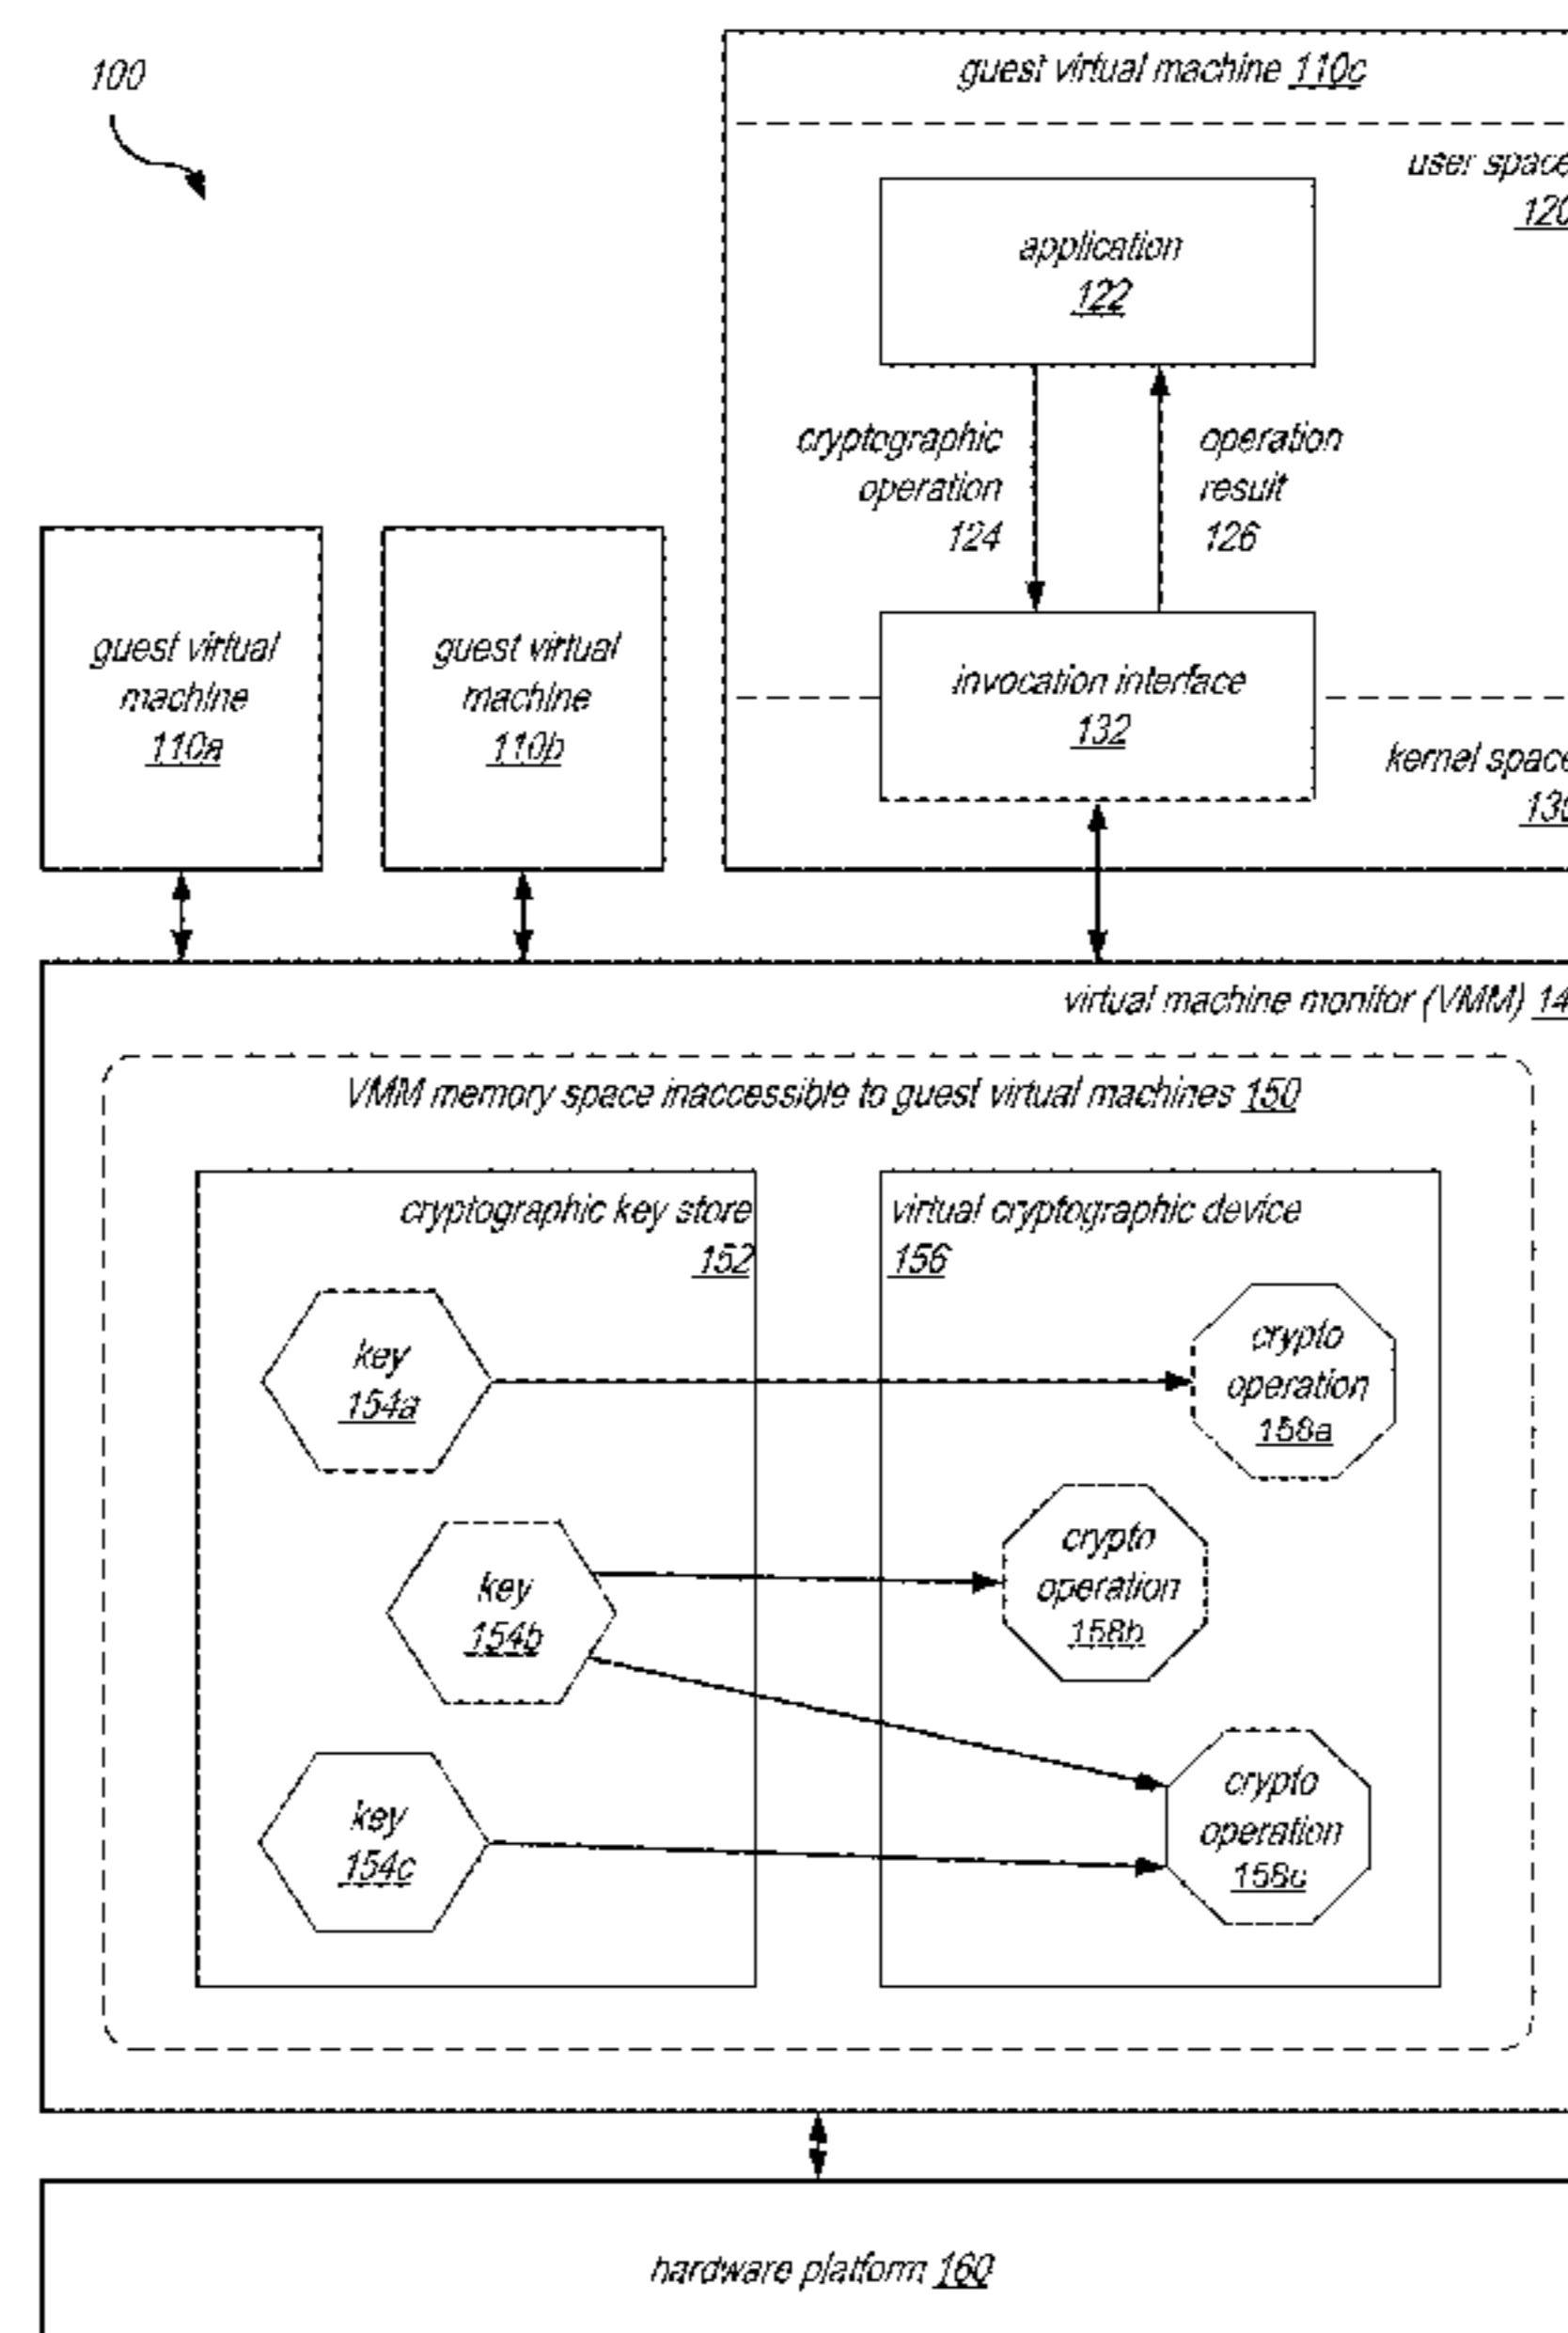 100
guest virtual machine 110c
user space
120
application
122
cryptographic
operation
124
operation
result
126
guest virtual
machine
110a
guest virtual
machine
110b
invocation interface
132
kernel space
virtual machine monitor (VMM)
VMM memory space inaccessible to guest virtual machines 150
cryptographic key store
152
virtual cryptographic device
156
key
154a
crypto
operation
158a
key
154b
crypto
operation
158b
key
154c
crypto
operation
158c
hardware platform 160